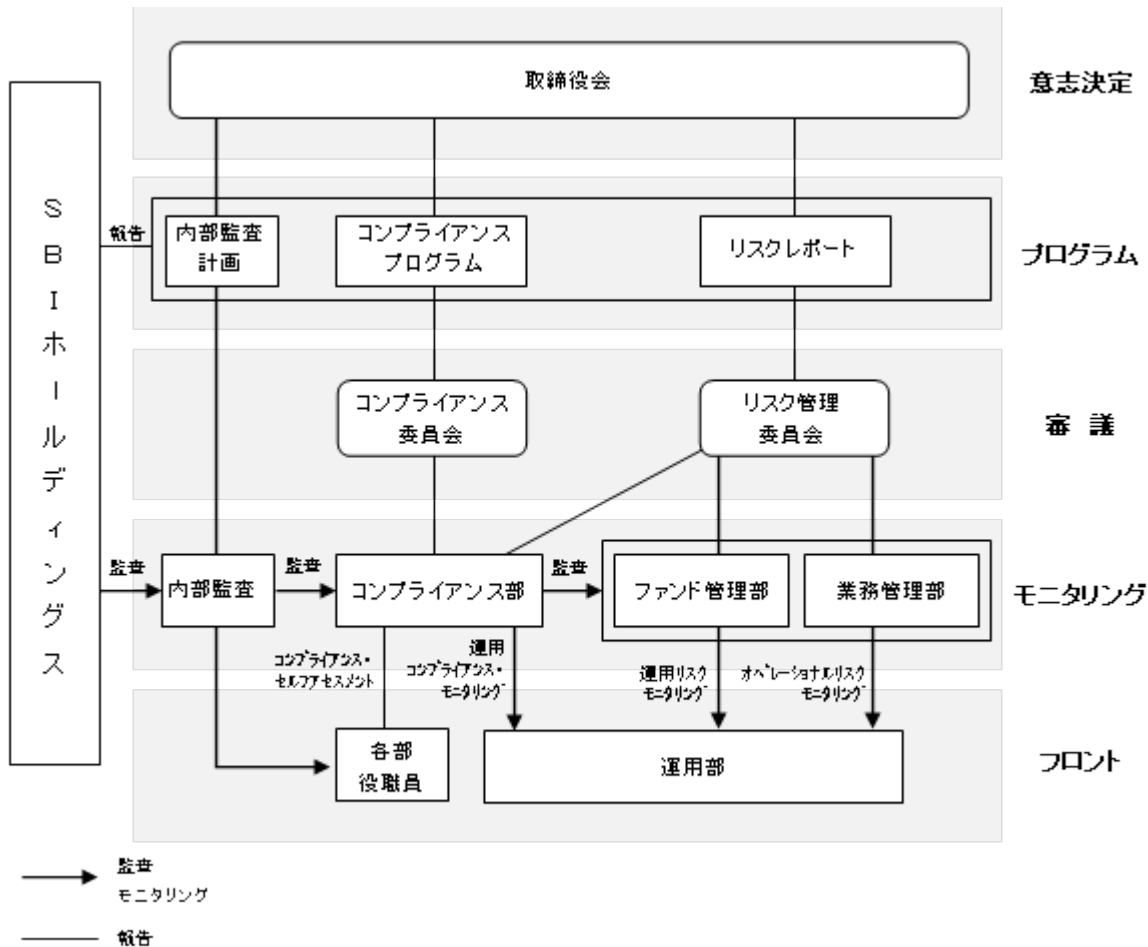 取締役会
意志決定
SBIホールディングス
報告
内部監査
計画
コンプライアンス
プログラム
リスクレポート
プログラム
コンプライアンス
委員会
リスク管理
委員会
審 議
監査
内部監査
監査
コンプライアンス部
監査
ファンド管理部
業務管理部
モニタリング
コンプライアンス・
セルフアセスメント
運用
コンプライアンス・
モニタリング
運用リスク
モニタリング
オペレーショナルリスク
モニタリング
各部
役職員
運用部
フロント
監査
モニタリング
報告